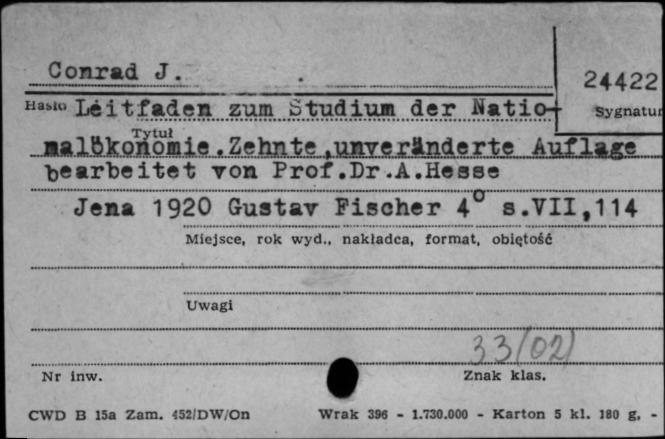 Conrad J.
24422
Hasło Leitfaden zum Studium der Natio-
Sygnatur
Tytuł
nalökonomie.Zehnte,unveränderte Auflage
bearbeitet von Prof.Dr.A.Hesse
Jena 1920 Gustav Fischer 4° s.VII,114
Miejsce, rok wyd., nakładca, format, objętość
Uwagi
33(02)
Nr inw.
Znak klas.
CWD B 15a Zam. 452/DW/On Wrak 396 - 1.730.000 - Karton 5 kl. 180 g. -